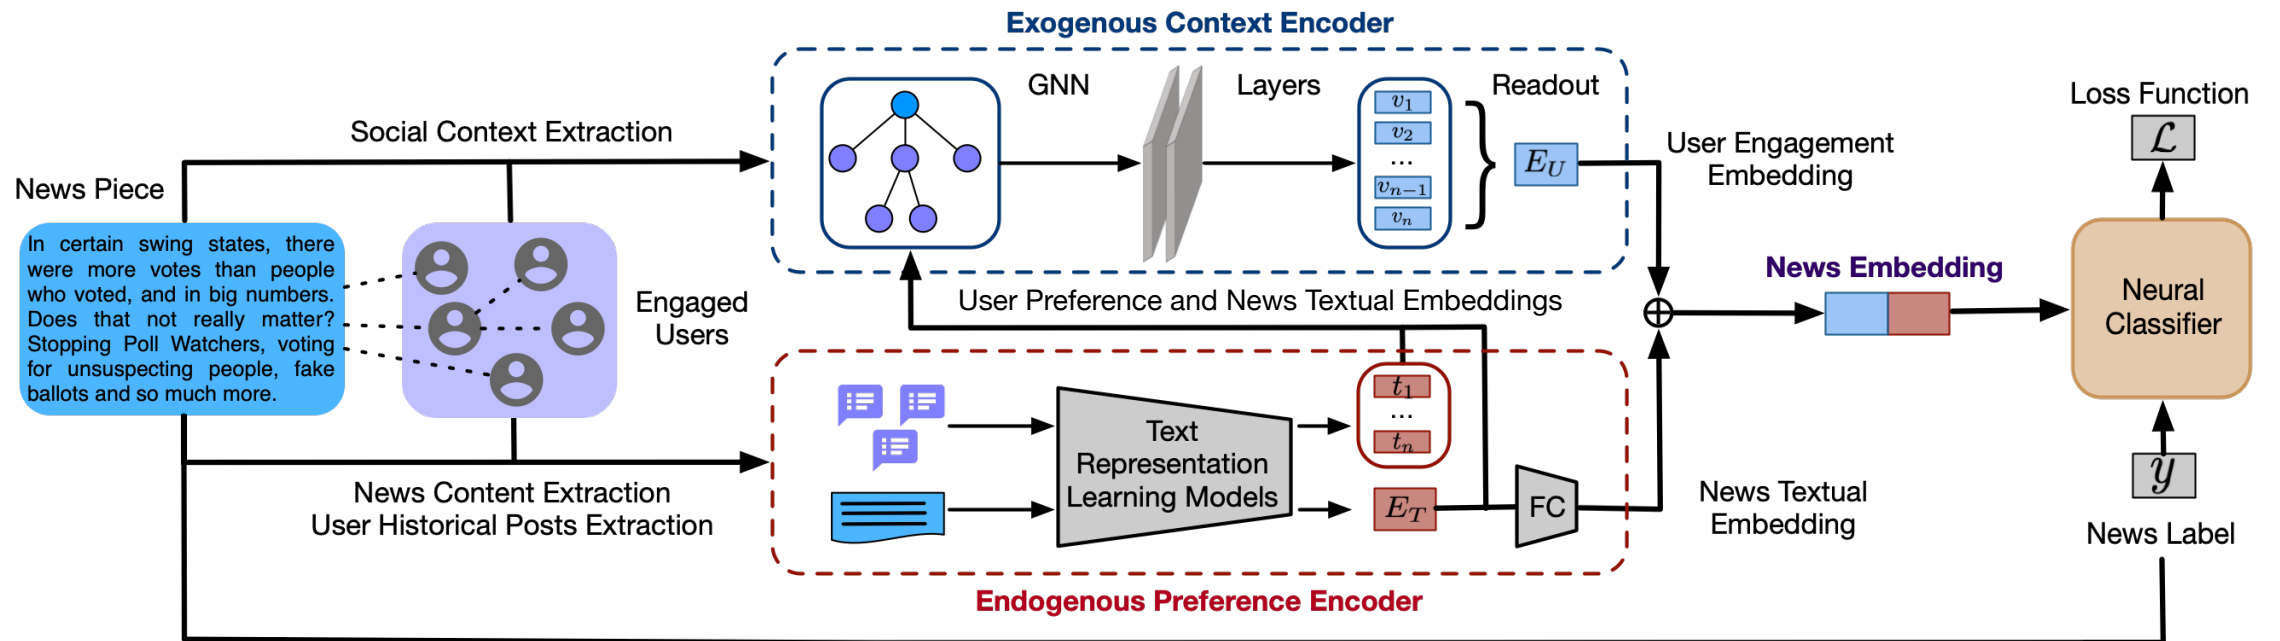 Exogenous Context Encoder
GNN
Layers
Readout
v₁
v₂
...
vₙ₋₁
vₙ
E_U
Social Context Extraction
News Piece
In certain swing states, there
were more votes than people
who voted, and in big numbers.
Does that not really matter?
Stopping Poll Watchers, voting
for unsuspecting people, fake
ballots and so much more.
Engaged
Users
User Engagement
Embedding
Loss Function
ℒ
User Preference and News Textual Embeddings
News Embedding
Neural
Classifier
Text
Representation
Learning Models
t₁
...
tₙ
E_T
FC
News Content Extraction
User Historical Posts Extraction
News Textual
Embedding
y
News Label
Endogenous Preference Encoder